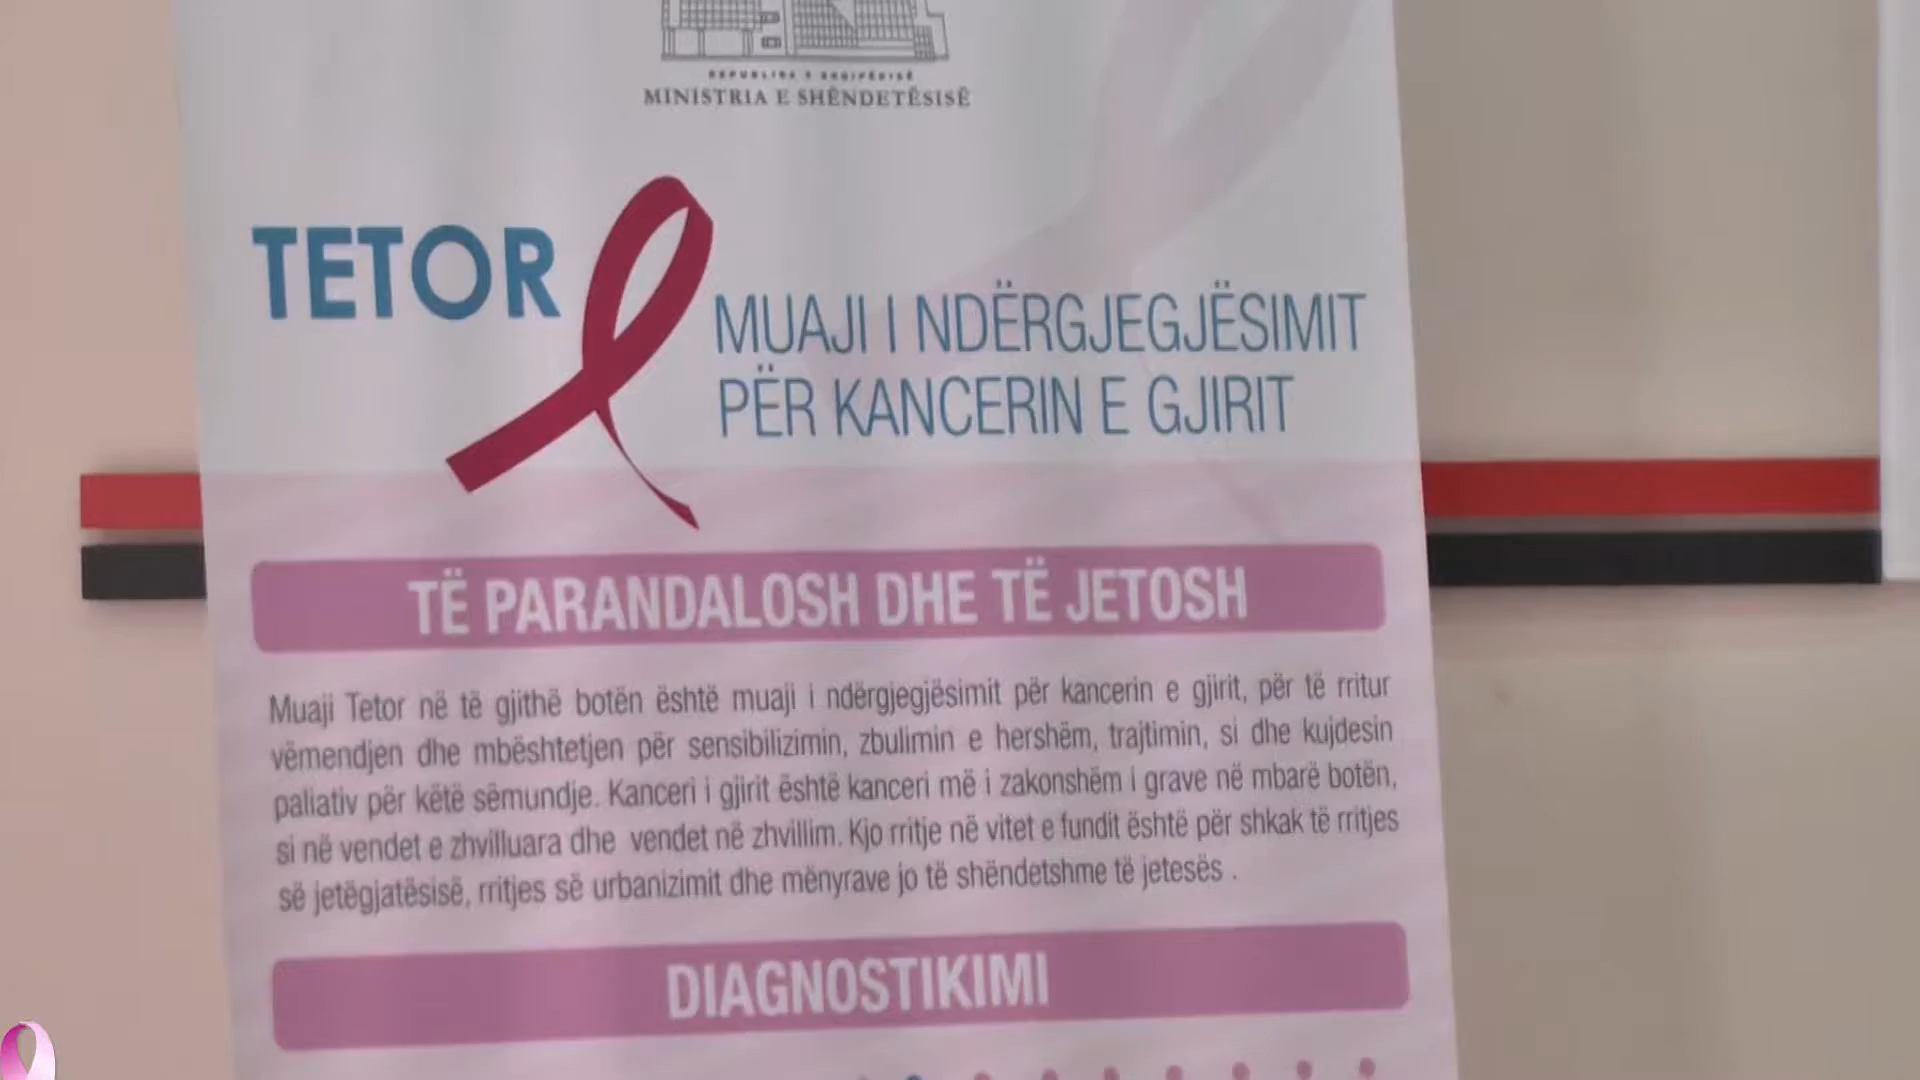 REPUBLIKA E SHQIPËRISË
MINISTRIA E SHËNDETËSISË
TETOR
MUAJI I NDËRGJEGJËSIMIT
PËR KANCERIN E GJIRIT
TË PARANDALOSH DHE TË JETOSH
Muaji Tetor në të gjithë botën është muaji i ndërgjegjësimit për kancerin e gjirit, për të rritur
vëmendjen dhe mbështetjen për sensibilizimin, zbulimin e hershëm, trajtimin, si dhe kujdesin
paliativ për këtë sëmundje. Kanceri i gjirit është kanceri më i zakonshëm i grave në mbarë botën,
si në vendet e zhvilluara dhe vendet në zhvillim. Kjo rritje në vitet e fundit është për shkak të rritjes
së jetëgjatësisë, rritjes së urbanizimit dhe mënyrave jo të shëndetshme të jetesës .
DIAGNOSTIKIMI